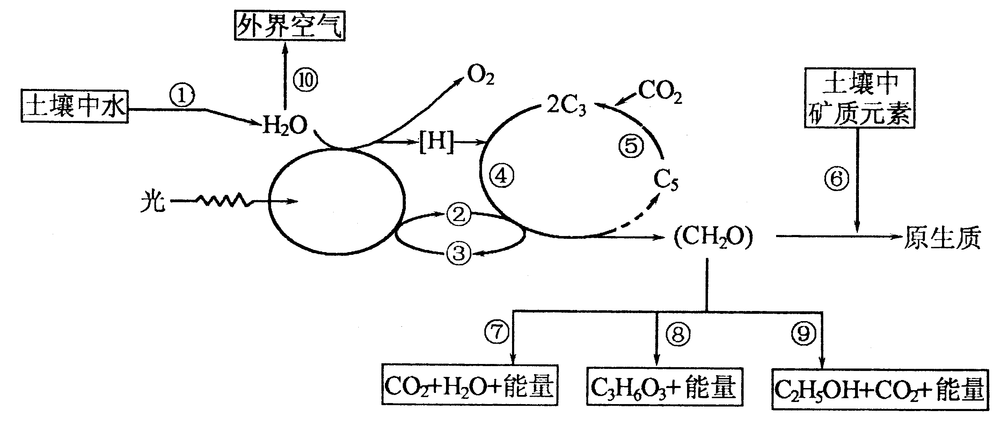 外界空气
⑩
O₂
CO₂
土壤中
矿质元素
土壤中水
①
H₂O
2C₃
[H]
⑤
④
C₅
⑥
光
②
③
(CH₂O)
原生质
⑦
⑧
⑨
CO₂+H₂O+能量
C₃H₆O₃+能量
C₂H₅OH+CO₂+能量